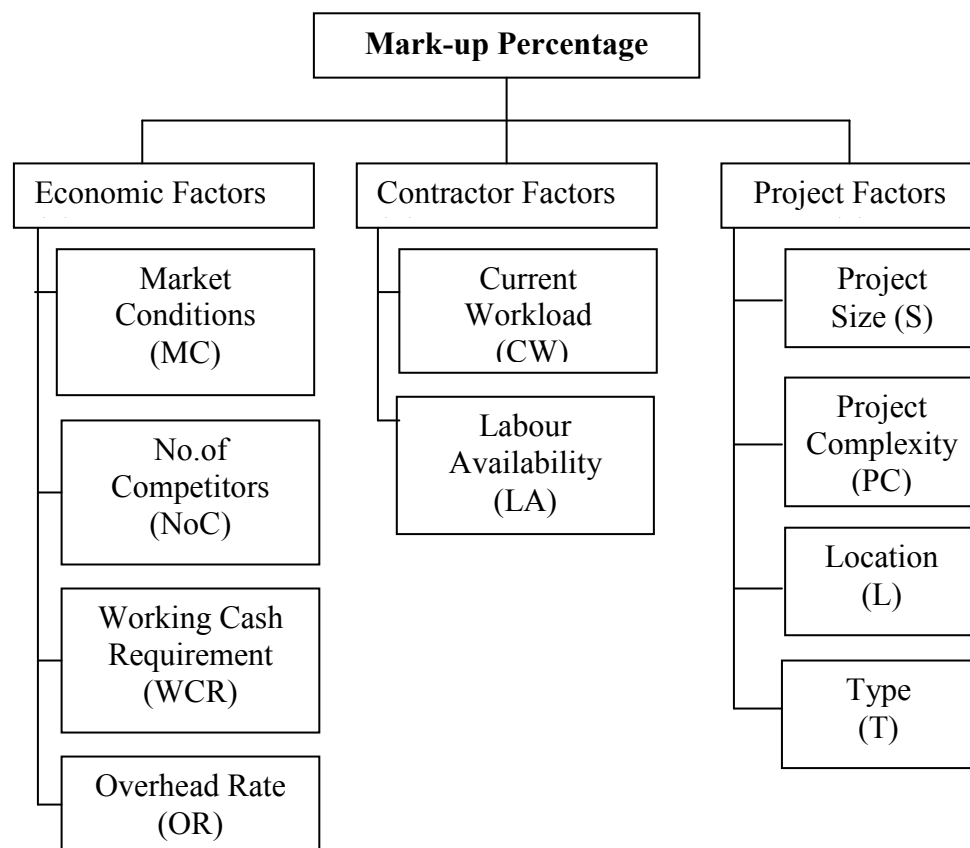 Mark-up Percentage
Economic Factors
Market
Conditions
(MC)
No.of
Competitors
(NoC)
Working Cash
Requirement
(WCR)
Overhead Rate
(OR)
Contractor Factors
Current
Workload
(CW)
Labour
Availability
(LA)
Project Factors
Project
Size (S)
Project
Complexity
(PC)
Location
(L)
Type
(T)